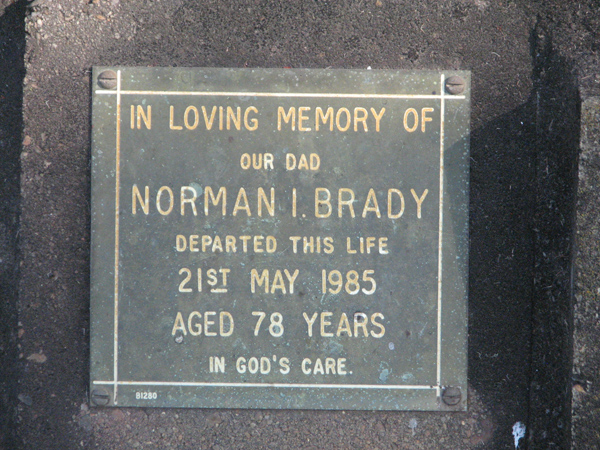 IN LOVING MEMORY OF
OUR DAD
NORMAN I. BRADY
DEPARTED THIS LIFE
21ST MAY 1985
AGED 78 YEARS
IN GOD'S CARE.
81280